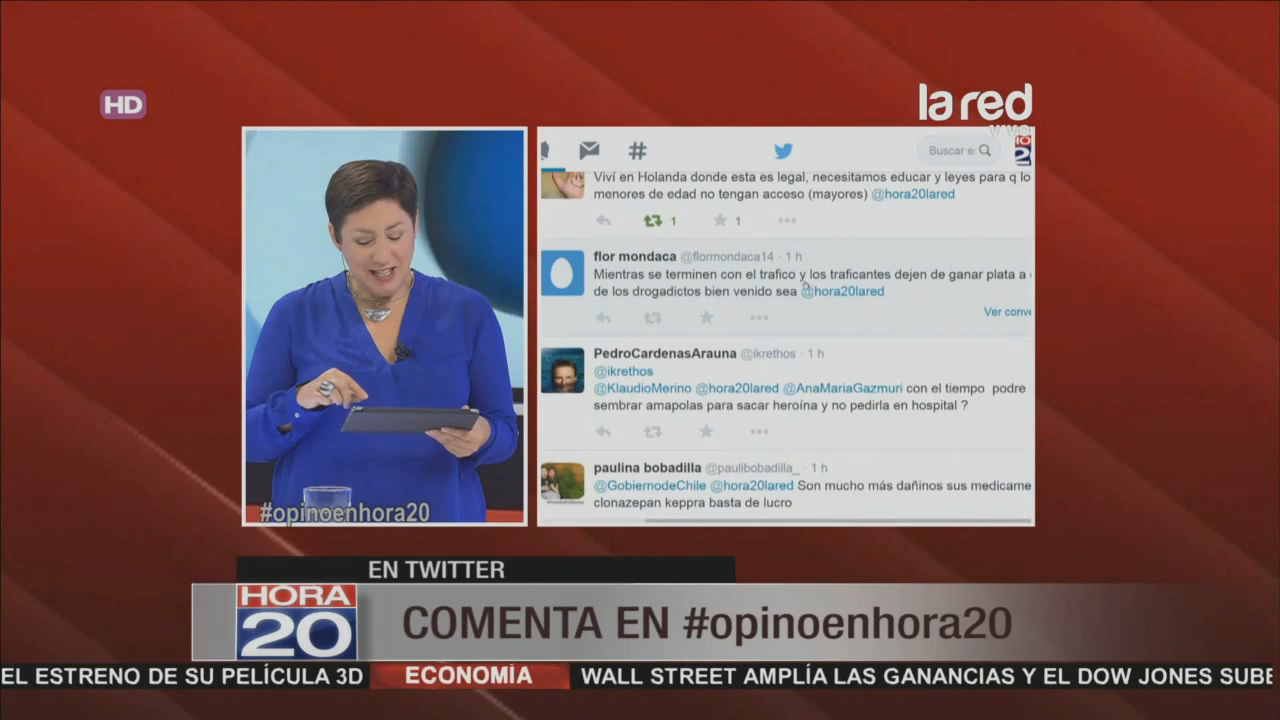 HD
la red
VIVO
#
Buscar e
HO
2
Viví en Holanda donde esta es legal, necesitamos educar y leyes para q lo
menores de edad no tengan acceso (mayores) @hora20lared
1
1
flor mondaca @flormondaca14 · 1 h
Mientras se terminen con el trafico y los traficantes dejen de ganar plata a
de los drogadictos bien venido sea @hora20lared
Ver conve
PedroCardenasArauna @ikrethos · 1 h
@ikrethos
@KlaudioMerino @hora20lared @AnaMariaGazmuri con el tiempo podre
sembrar amapolas para sacar heroína y no pedirla en hospital ?
paulina bobadilla @paulibobadilla_ · 1 h
@GobiernodeChile @hora20lared Son mucho más dañinos sus medicame
clonazepan keppra basta de lucro
#opinoenhora20
EN TWITTER
HORA
20
COMENTA EN #opinoenhora20
EL ESTRENO DE SU PELÍCULA 3D ECONOMÍA WALL STREET AMPLÍA LAS GANANCIAS Y EL DOW JONES SUBE